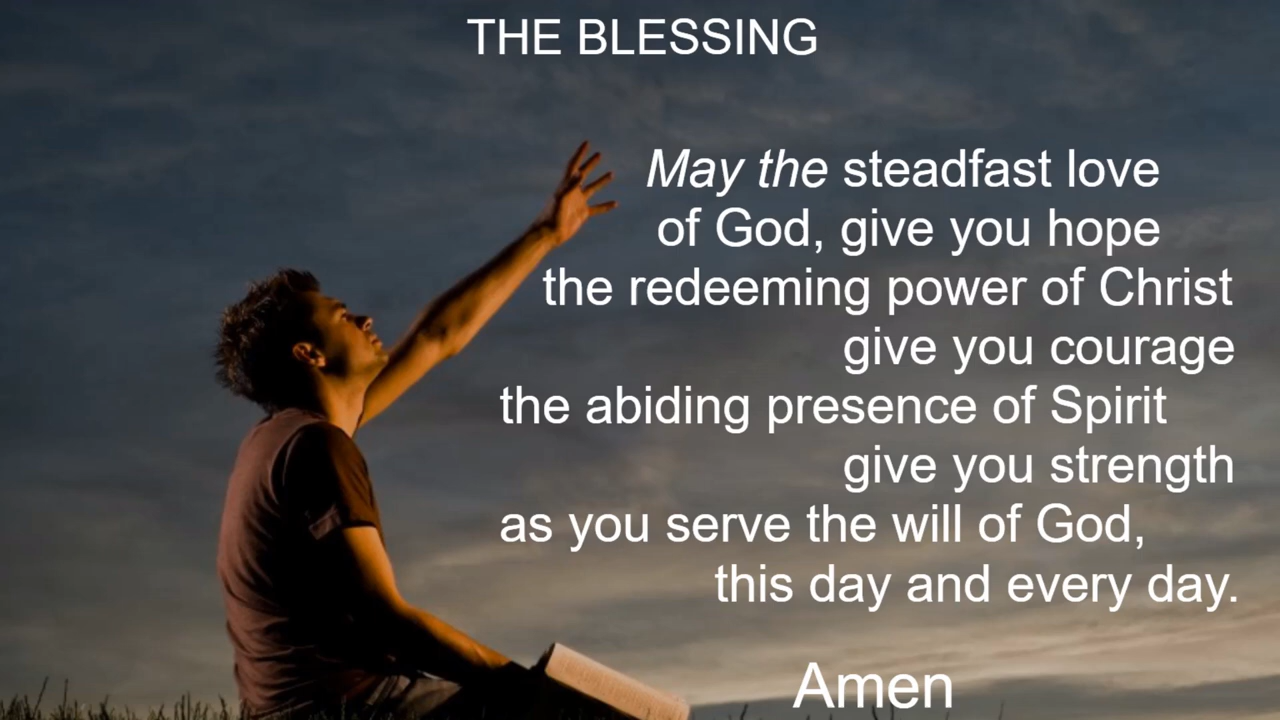 THE BLESSING
May the steadfast love
of God, give you hope
the redeeming power of Christ
give you courage
the abiding presence of Spirit
give you strength
as you serve the will of God,
this day and every day.
Amen